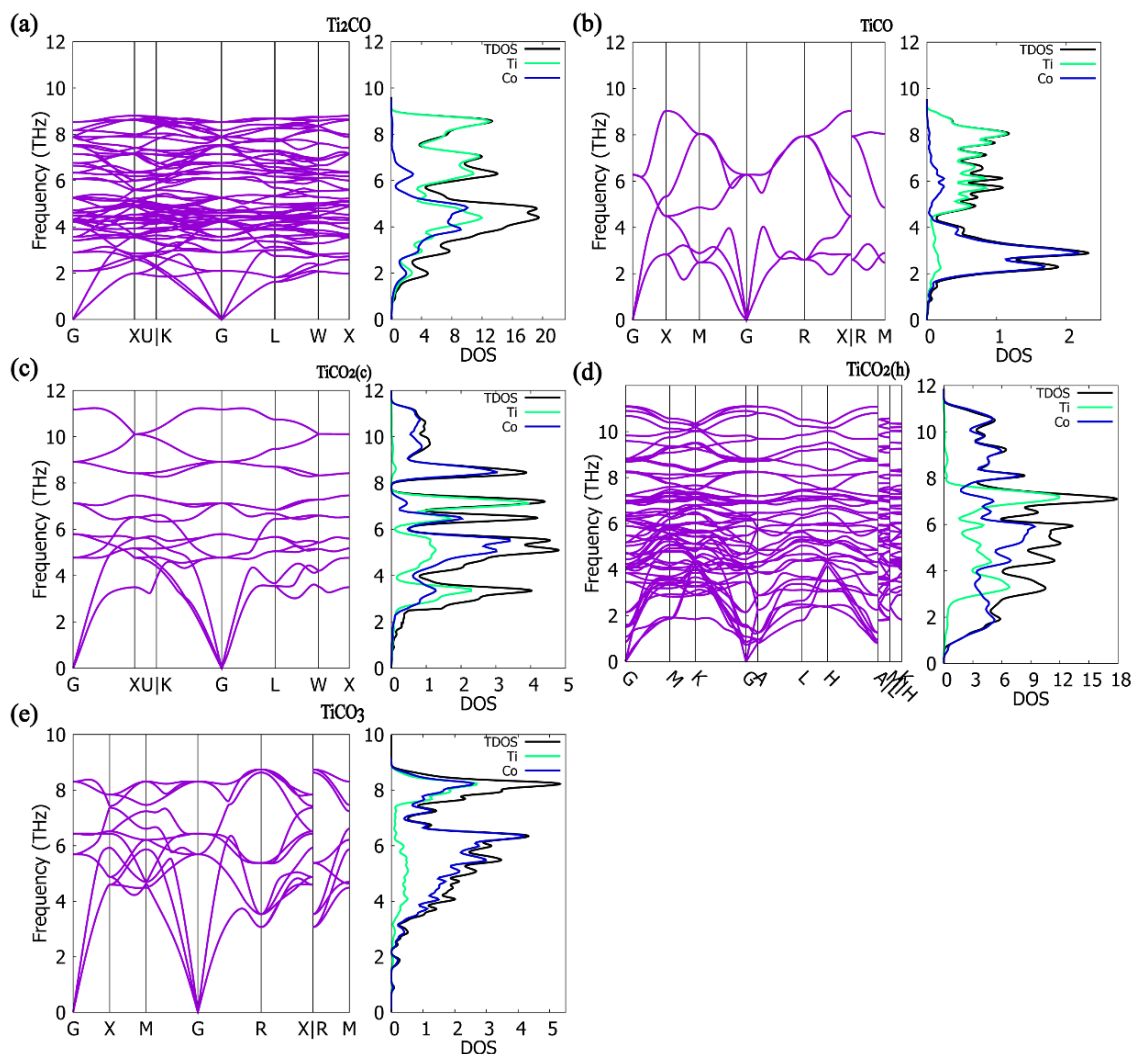 (a) Ti₂CO
12
10
8
6
4
2
0
Frequency (THz)
G XU|K G L W X
12
10
8
6
4
2
0
TDOS
Ti
Co
0 4 8 12 16 20
DOS
(b) TiCO
12
10
8
6
4
2
0
Frequency (THz)
G X M G R X|R M
12
10
8
6
4
2
0
TDOS
Ti
Co
0 1 2
DOS
(c) TiCO₂(c)
12
10
8
6
4
2
0
Frequency (THz)
G XU|K G L W X
12
10
8
6
4
2
0
TDOS
Ti
Co
0 1 2 3 4 5
DOS
(d) TiCO₂(h)
10
8
6
4
2
0
Frequency (THz)
G M K G A L H A
12
10
8
6
4
2
0
TDOS
Ti
Co
0 3 6 9 12 15 18
DOS
(e) TiCO₃
10
8
6
4
2
0
Frequency (THz)
G X M G R X|R M
10
8
6
4
2
0
TDOS
Ti
Co
0 1 2 3 4 5
DOS